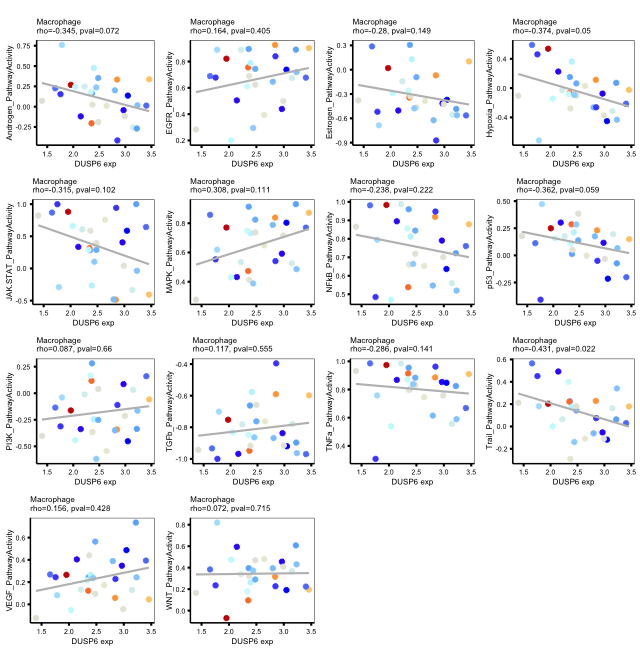 Macrophage
rho=-0.345, pval=0.072
Androgen_PathwayActivity
0.75
0.50
0.25
0.00
-0.25
1.5 2.0 2.5 3.0 3.5
DUSP6 exp
Macrophage
rho=0.164, pval=0.405
EGFR_PathwayActivity
0.8
0.6
0.4
0.2
1.5 2.0 2.5 3.0 3.5
DUSP6 exp
Macrophage
rho=-0.28, pval=0.149
Estrogen_PathwayActivity
0.3
0.0
-0.3
-0.6
-0.9
1.5 2.0 2.5 3.0 3.5
DUSP6 exp
Macrophage
rho=-0.374, pval=0.05
Hypoxia_PathwayActivity
0.4
0.0
-0.4
1.5 2.0 2.5 3.0 3.5
DUSP6 exp
Macrophage
rho=-0.315, pval=0.102
JAK.STAT_PathwayActivity
1.0
0.5
0.0
-0.5
1.5 2.0 2.5 3.0 3.5
DUSP6 exp
Macrophage
rho=0.308, pval=0.111
MAPK_PathwayActivity
0.8
0.6
0.4
1.5 2.0 2.5 3.0 3.5
DUSP6 exp
Macrophage
rho=-0.238, pval=0.222
NFkB_PathwayActivity
1.0
0.9
0.8
0.7
0.6
0.5
1.5 2.0 2.5 3.0 3.5
DUSP6 exp
Macrophage
rho=-0.362, pval=0.059
p53_PathwayActivity
0.50
0.25
0.00
-0.25
1.5 2.0 2.5 3.0 3.5
DUSP6 exp
Macrophage
rho=0.087, pval=0.66
PI3K_PathwayActivity
0.25
0.00
-0.25
-0.50
1.5 2.0 2.5 3.0 3.5
DUSP6 exp
Macrophage
rho=0.117, pval=0.555
TGFb_PathwayActivity
-0.4
-0.6
-0.8
-1.0
1.5 2.0 2.5 3.0 3.5
DUSP6 exp
Macrophage
rho=-0.286, pval=0.141
TNFa_PathwayActivity
1.0
0.8
0.6
0.4
1.5 2.0 2.5 3.0 3.5
DUSP6 exp
Macrophage
rho=-0.431, pval=0.022
Trail_PathwayActivity
0.6
0.4
0.2
0.0
-0.2
1.5 2.0 2.5 3.0 3.5
DUSP6 exp
Macrophage
rho=0.156, pval=0.428
VEGF_PathwayActivity
0.6
0.4
0.2
0.0
1.5 2.0 2.5 3.0 3.5
DUSP6 exp
Macrophage
rho=0.072, pval=0.715
WNT_PathwayActivity
0.8
0.6
0.4
0.2
0.0
1.5 2.0 2.5 3.0 3.5
DUSP6 exp